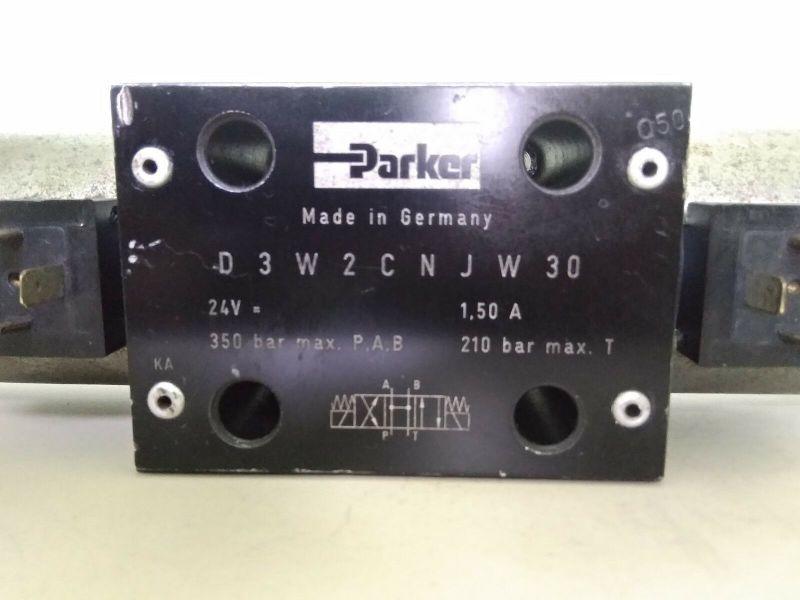 Parker
050
Made in Germany
D 3 W 2 C N J W 30
24V = 1,50 A
350 bar max. P,A,B 210 bar max. T
KA
A B
P T